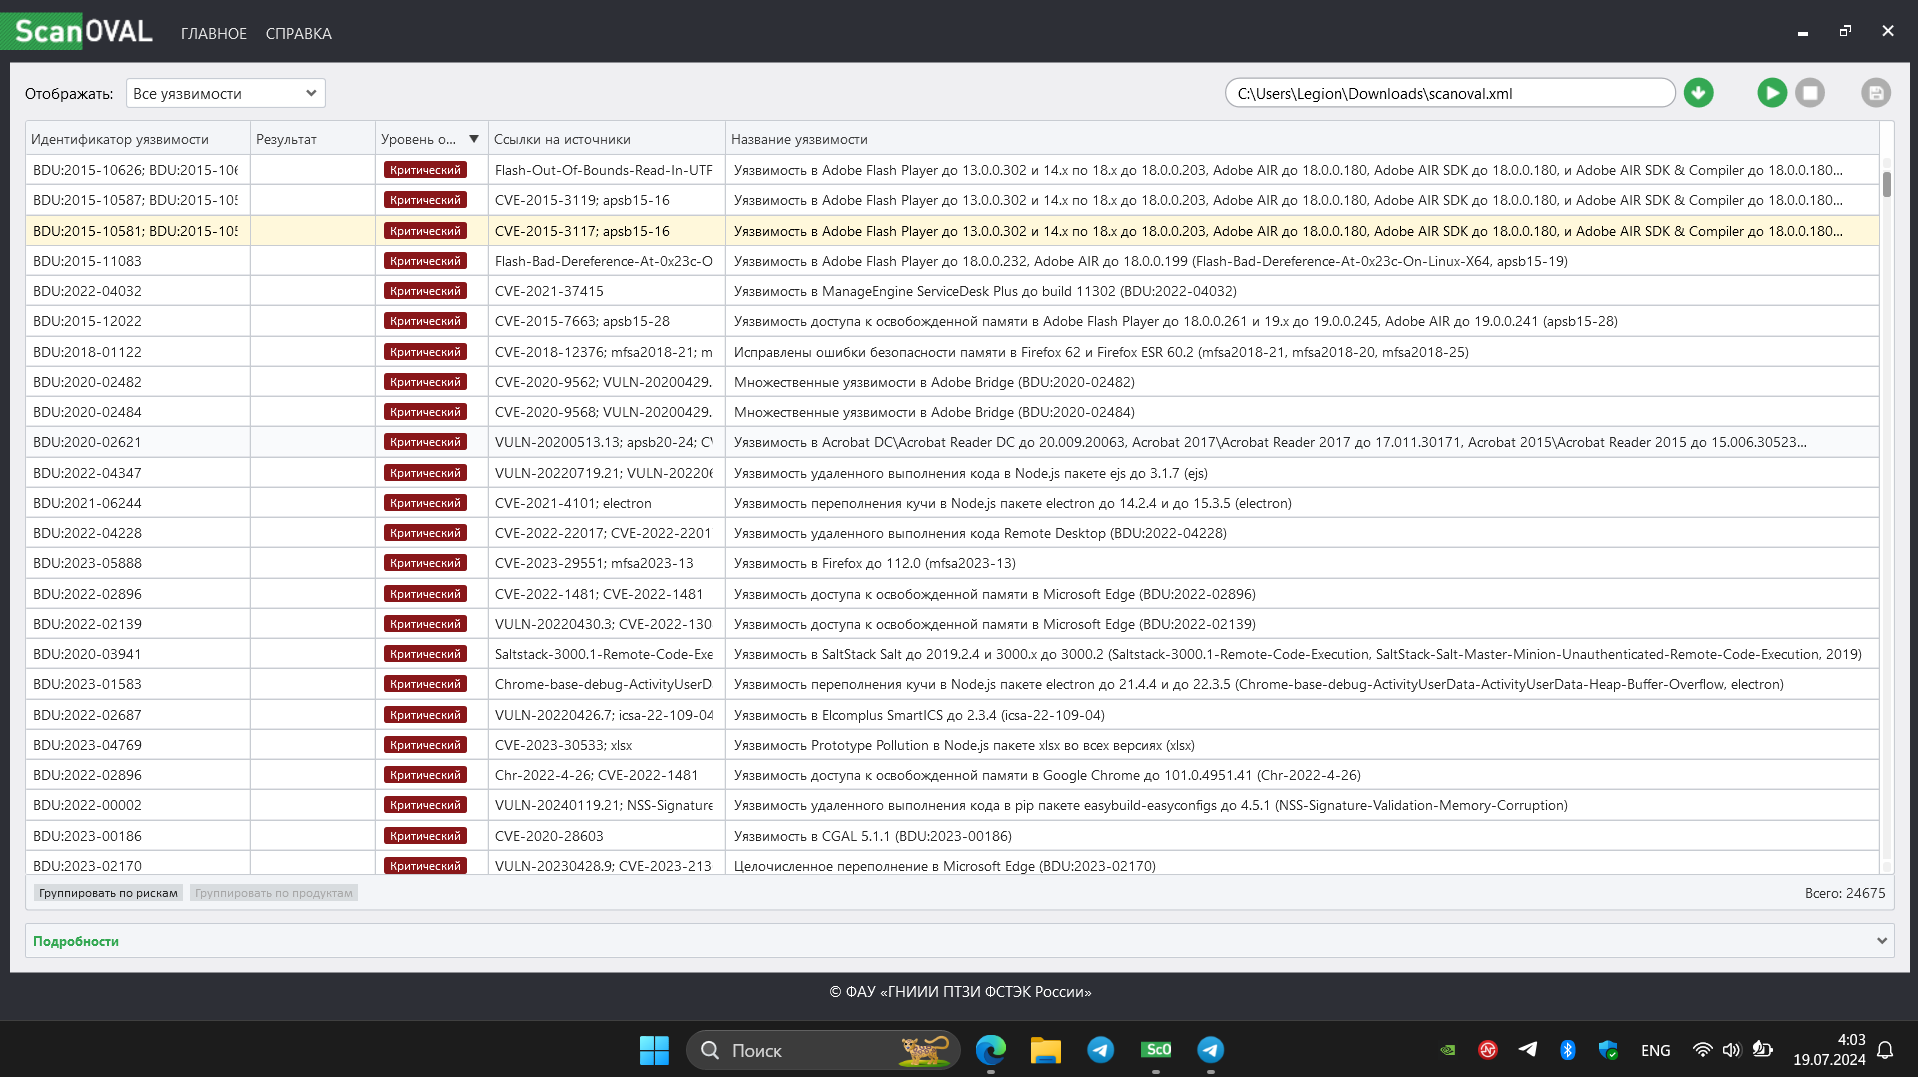 ScanOVAL ГЛАВНОЕ СПРАВКА
Отображать: Все уязвимости C:\Users\Legion\Downloads\scanoval.xml
Идентификатор уязвимости Результат Уровень о... Ссылки на источники Название уязвимости
BDU:2015-10626; BDU:2015-106 Критический Flash-Out-Of-Bounds-Read-In-UTF Уязвимость в Adobe Flash Player до 13.0.0.302 и 14.x по 18.x до 18.0.0.203, Adobe AIR до 18.0.0.180, Adobe AIR SDK до 18.0.0.180, и Adobe AIR SDK & Compiler до 18.0.0.180...
BDU:2015-10587; BDU:2015-105 Критический CVE-2015-3119; apsb15-16 Уязвимость в Adobe Flash Player до 13.0.0.302 и 14.x по 18.x до 18.0.0.203, Adobe AIR до 18.0.0.180, Adobe AIR SDK до 18.0.0.180, и Adobe AIR SDK & Compiler до 18.0.0.180...
BDU:2015-10581; BDU:2015-105 Критический CVE-2015-3117; apsb15-16 Уязвимость в Adobe Flash Player до 13.0.0.302 и 14.x по 18.x до 18.0.0.203, Adobe AIR до 18.0.0.180, Adobe AIR SDK до 18.0.0.180, и Adobe AIR SDK & Compiler до 18.0.0.180...
BDU:2015-11083 Критический Flash-Bad-Dereference-At-0x23c-O Уязвимость в Adobe Flash Player до 18.0.0.232, Adobe AIR до 18.0.0.199 (Flash-Bad-Dereference-At-0x23c-On-Linux-X64, apsb15-19)
BDU:2022-04032 Критический CVE-2021-37415 Уязвимость в ManageEngine ServiceDesk Plus до build 11302 (BDU:2022-04032)
BDU:2015-12022 Критический CVE-2015-7663; apsb15-28 Уязвимость доступа к освобожденной памяти в Adobe Flash Player до 18.0.0.261 и 19.x до 19.0.0.245, Adobe AIR до 19.0.0.241 (apsb15-28)
BDU:2018-01122 Критический CVE-2018-12376; mfsa2018-21; m Исправлены ошибки безопасности памяти в Firefox 62 и Firefox ESR 60.2 (mfsa2018-21, mfsa2018-20, mfsa2018-25)
BDU:2020-02482 Критический CVE-2020-9562; VULN-20200429. Множественные уязвимости в Adobe Bridge (BDU:2020-02482)
BDU:2020-02484 Критический CVE-2020-9568; VULN-20200429. Множественные уязвимости в Adobe Bridge (BDU:2020-02484)
BDU:2020-02621 Критический VULN-20200513.13; apsb20-24; CV Уязвимость в Acrobat DC\Acrobat Reader DC до 20.009.20063, Acrobat 2017\Acrobat Reader 2017 до 17.011.30171, Acrobat 2015\Acrobat Reader 2015 до 15.006.30523...
BDU:2022-04347 Критический VULN-20220719.21; VULN-202206 Уязвимость удаленного выполнения кода в Node.js пакете ejs до 3.1.7 (ejs)
BDU:2021-06244 Критический CVE-2021-4101; electron Уязвимость переполнения кучи в Node.js пакете electron до 14.2.4 и до 15.3.5 (electron)
BDU:2022-04228 Критический CVE-2022-22017; CVE-2022-2201 Уязвимость удаленного выполнения кода Remote Desktop (BDU:2022-04228)
BDU:2023-05888 Критический CVE-2023-29551; mfsa2023-13 Уязвимость в Firefox до 112.0 (mfsa2023-13)
BDU:2022-02896 Критический CVE-2022-1481; CVE-2022-1481 Уязвимость доступа к освобожденной памяти в Microsoft Edge (BDU:2022-02896)
BDU:2022-02139 Критический VULN-20220430.3; CVE-2022-130 Уязвимость доступа к освобожденной памяти в Microsoft Edge (BDU:2022-02139)
BDU:2020-03941 Критический Saltstack-3000.1-Remote-Code-Exe Уязвимость в SaltStack Salt до 2019.2.4 и 3000.x до 3000.2 (Saltstack-3000.1-Remote-Code-Execution, SaltStack-Salt-Master-Minion-Unauthenticated-Remote-Code-Execution, 2019)
BDU:2023-01583 Критический Chrome-base-debug-ActivityUserD Уязвимость переполнения кучи в Node.js пакете electron до 21.4.4 и до 22.3.5 (Chrome-base-debug-ActivityUserData-ActivityUserData-Heap-Buffer-Overflow, electron)
BDU:2022-02687 Критический VULN-20220426.7; icsa-22-109-04 Уязвимость в Elcomplus SmartICS до 2.3.4 (icsa-22-109-04)
BDU:2023-04769 Критический CVE-2023-30533; xlsx Уязвимость Prototype Pollution в Node.js пакете xlsx во всех версиях (xlsx)
BDU:2022-02896 Критический Chr-2022-4-26; CVE-2022-1481 Уязвимость доступа к освобожденной памяти в Google Chrome до 101.0.4951.41 (Chr-2022-4-26)
BDU:2022-00002 Критический VULN-20240119.21; NSS-Signature Уязвимость удаленного выполнения кода в pip пакете easybuild-easyconfigs до 4.5.1 (NSS-Signature-Validation-Memory-Corruption)
BDU:2023-00186 Критический CVE-2020-28603 Уязвимость в CGAL 5.1.1 (BDU:2023-00186)
BDU:2023-02170 Критический VULN-20230428.9; CVE-2023-213 Целочисленное переполнение в Microsoft Edge (BDU:2023-02170)
Группировать по рискам Группировать по продуктам Всего: 24675
Подробности
© ФАУ «ГНИИИ ПТЗИ ФСТЭК России»
Поиск ScO ENG 4:03
19.07.2024